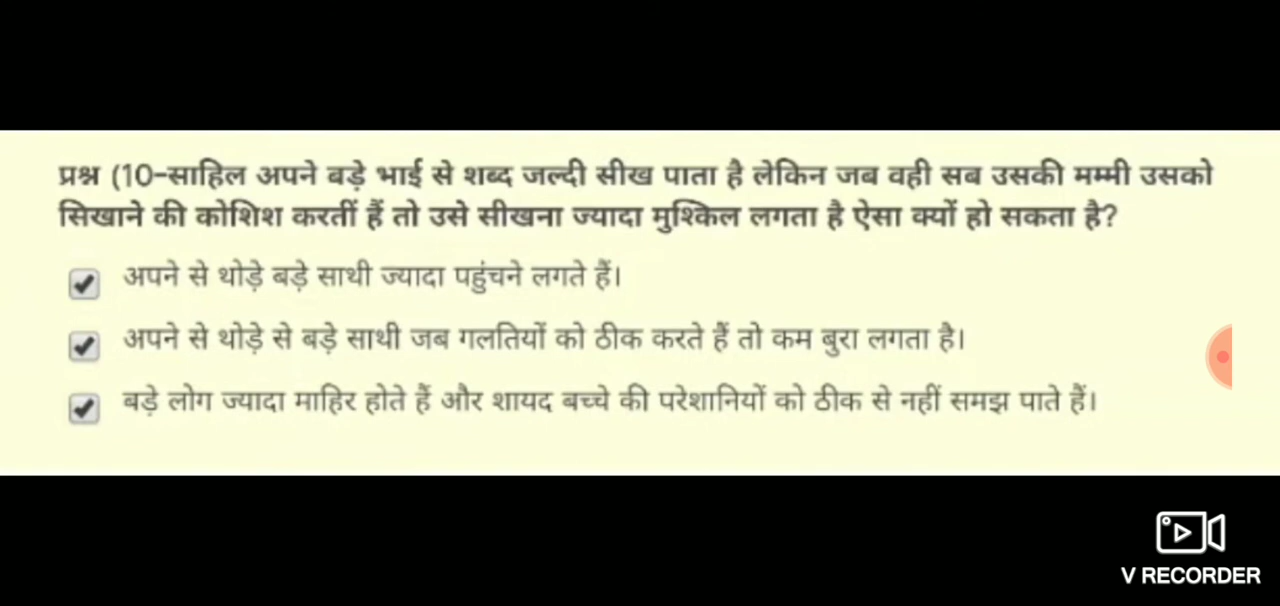 प्रश्न (10-साहिल अपने बड़े भाई से शब्द जल्दी सीख पाता है लेकिन जब वही सब उसकी मम्मी उसको
सिखाने की कोशिश करतीं हैं तो उसे सीखना ज्यादा मुश्किल लगता है ऐसा क्यों हो सकता है?
अपने से थोड़े बड़े साथी ज्यादा पहुंचने लगते हैं।
अपने से थोड़े से बड़े साथी जब गलतियों को ठीक करते हैं तो कम बुरा लगता है।
बड़े लोग ज्यादा माहिर होते हैं और शायद बच्चे की परेशानियों को ठीक से नहीं समझ पाते हैं।
V RECORDER